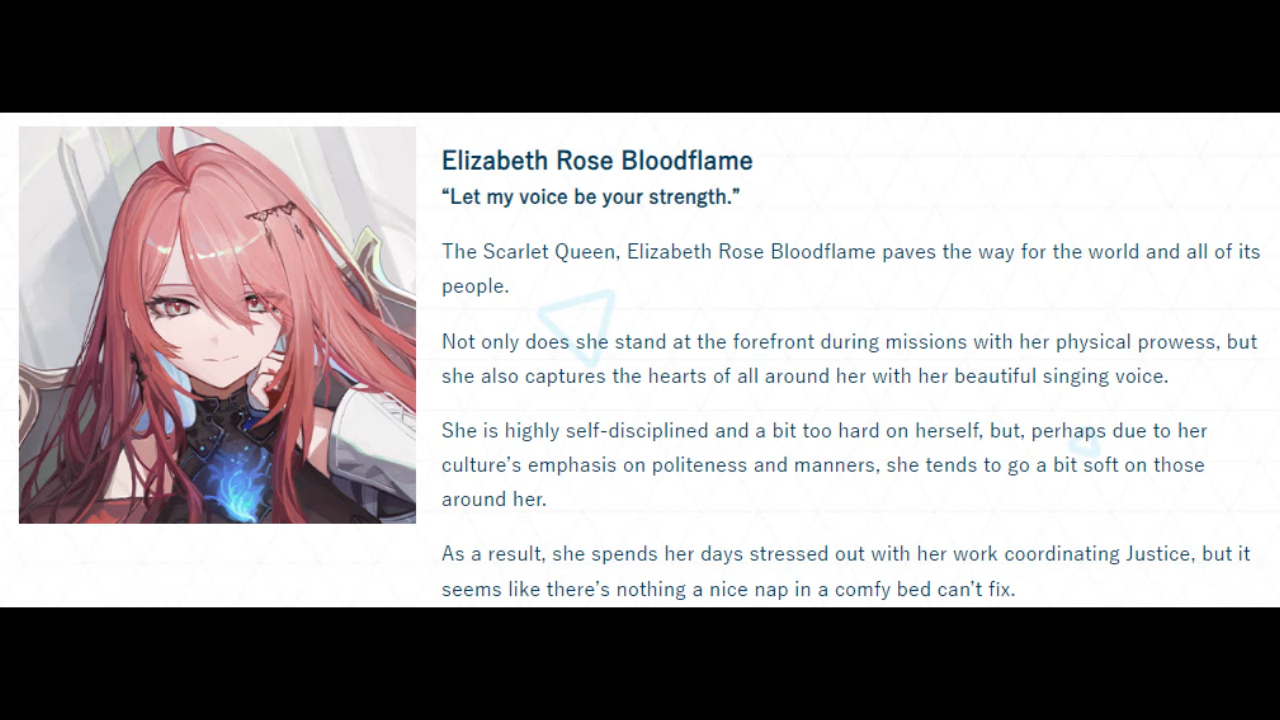 Elizabeth Rose Bloodflame
“Let my voice be your strength.”
The Scarlet Queen, Elizabeth Rose Bloodflame paves the way for the world and all of its
people.
Not only does she stand at the forefront during missions with her physical prowess, but
she also captures the hearts of all around her with her beautiful singing voice.
She is highly self-disciplined and a bit too hard on herself, but, perhaps due to her
culture’s emphasis on politeness and manners, she tends to go a bit soft on those
around her.
As a result, she spends her days stressed out with her work coordinating Justice, but it
seems like there’s nothing a nice nap in a comfy bed can’t fix.